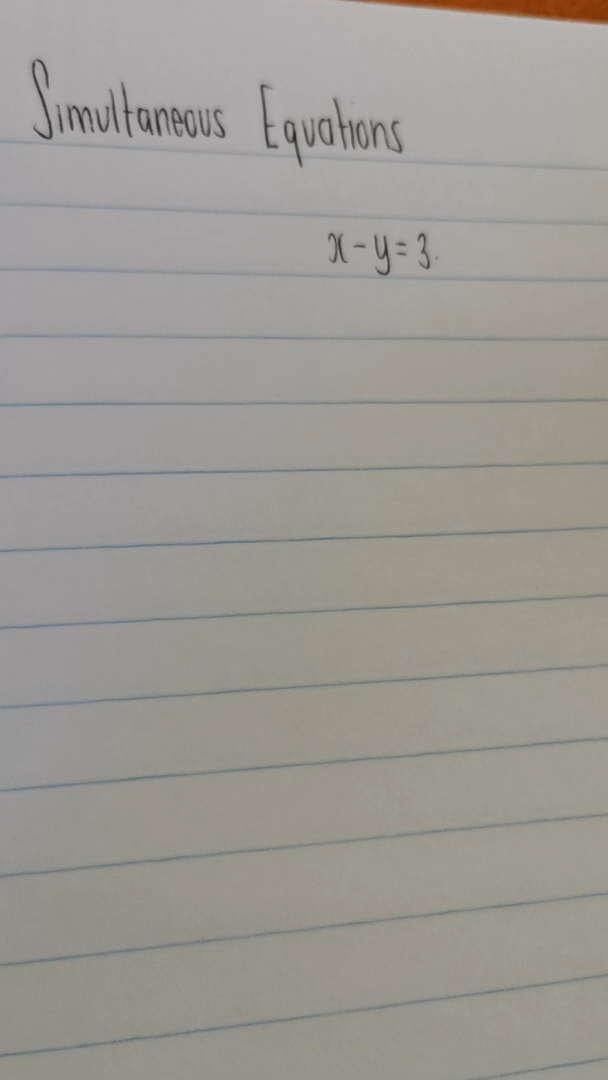 Simultaneous Equations
x - y = 3.